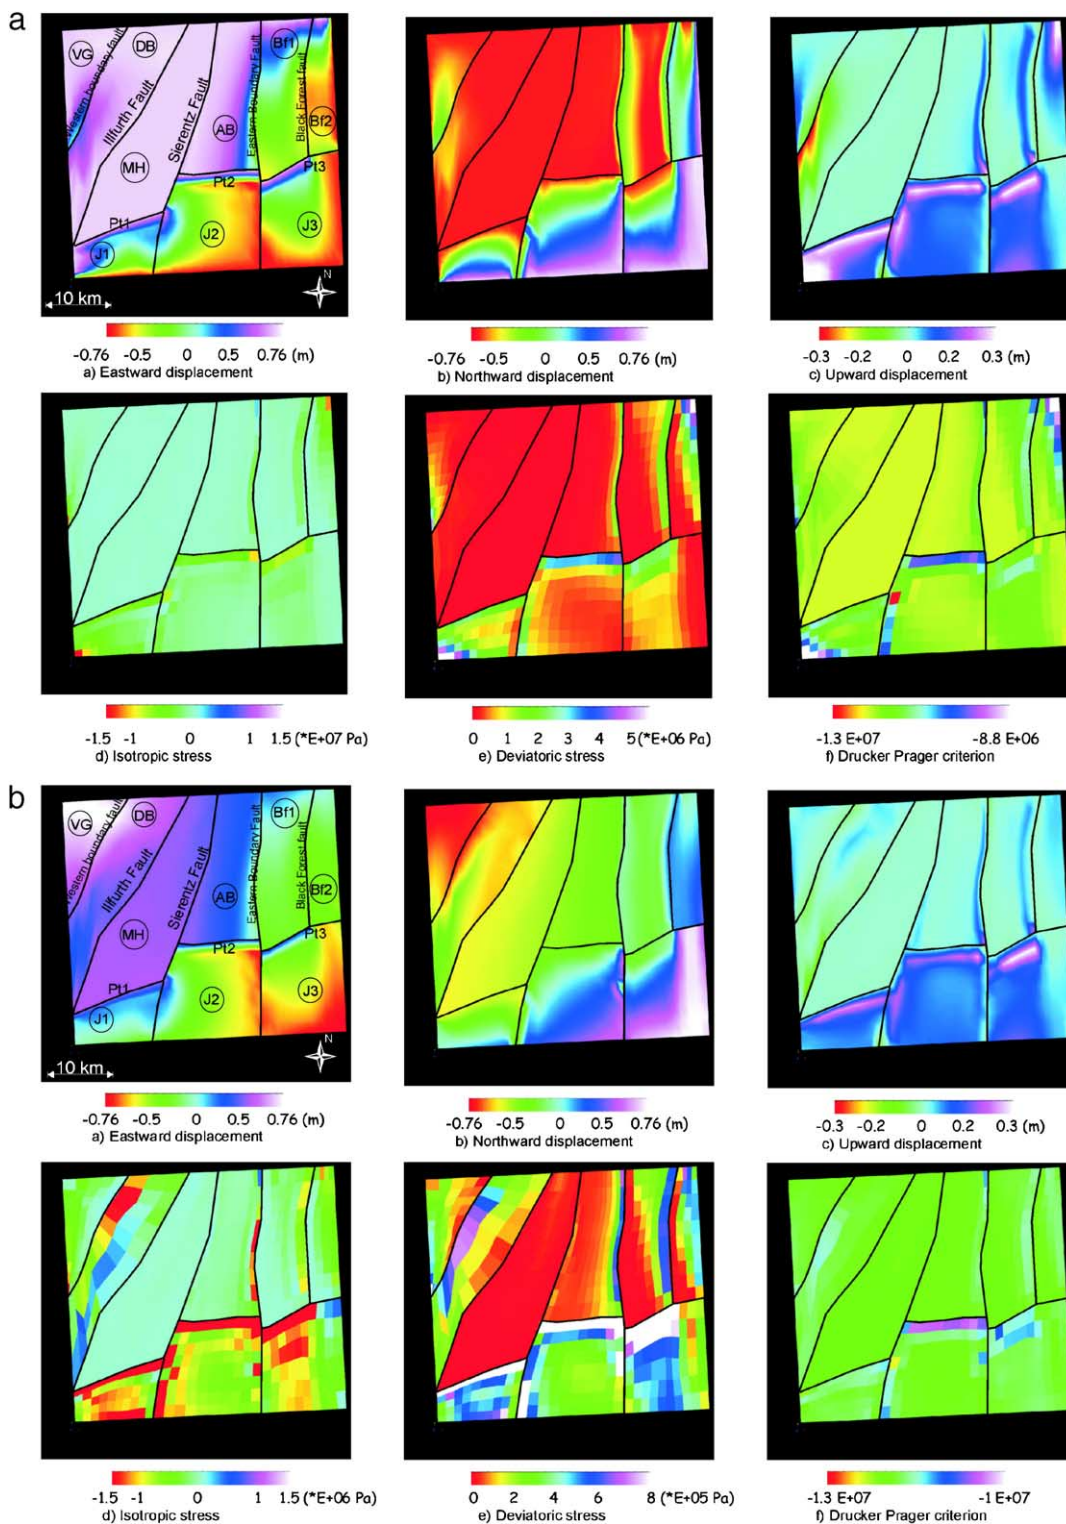 a
VG
DB
Bf1
Western boundary fault
Illfurth Fault
Sierentz Fault
Eastern Boundary Fault
Black Forest fault
AB
Bf2
MH
Pt1
Pt2
Pt3
J1
J2
J3
N
10 km
-0.76 -0.5 0 0.5 0.76 (m)
a) Eastward displacement
-0.76 -0.5 0 0.5 0.76 (m)
b) Northward displacement
-0.3 -0.2 0 0.2 0.3 (m)
c) Upward displacement
-1.5 -1 0 1 1.5 (*E+07 Pa)
d) Isotropic stress
0 1 2 3 4 5(*E+06 Pa)
e) Deviatoric stress
-1.3 E+07 -8.8 E+06
f) Drucker Prager criterion
b
VG
DB
Bf1
Western boundary fault
Illfurth Fault
Sierentz Fault
Eastern Boundary Fault
Black Forest fault
AB
Bf2
MH
Pt1
Pt2
Pt3
J1
J2
J3
N
10 km
-0.76 -0.5 0 0.5 0.76 (m)
a) Eastward displacement
-0.76 -0.5 0 0.5 0.76 (m)
b) Northward displacement
-0.3 -0.2 0 0.2 0.3 (m)
c) Upward displacement
-1.5 -1 0 1 1.5 (*E+06 Pa)
d) Isotropic stress
0 2 4 6 8 (*E+05 Pa)
e) Deviatoric stress
-1.3 E+07 -1 E+07
f) Drucker Prager criterion